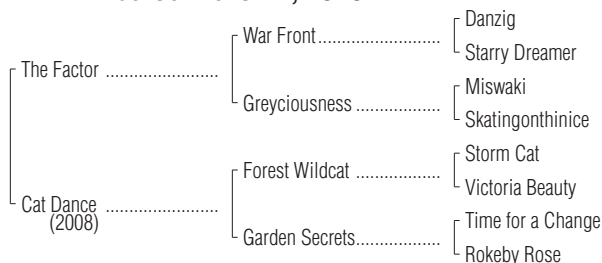 Danzig
War Front
Starry Dreamer
The Factor
Miswaki
Greyciousness
Skatingonthinice
Storm Cat
Forest Wildcat
Victoria Beauty
Cat Dance
(2008)
Time for a Change
Garden Secrets
Rokeby Rose